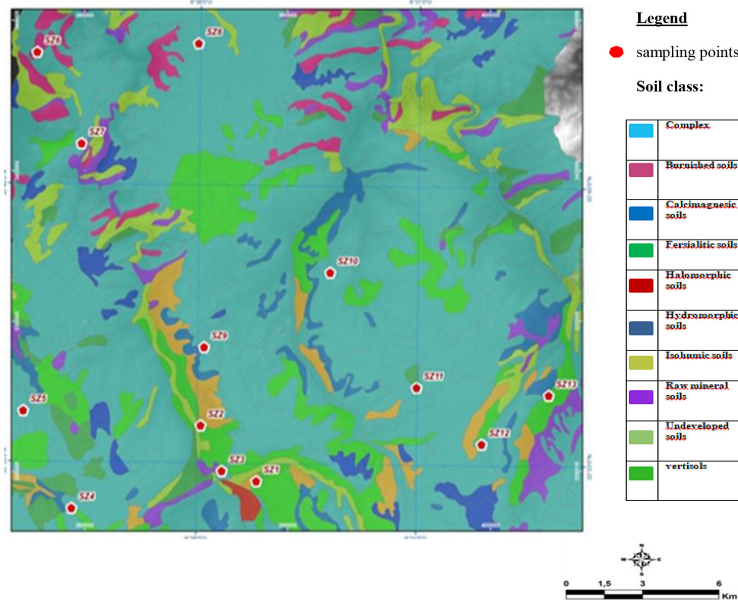 Legend
sampling points
Soil class:
Complex
Burnished soils
Calcimagnesic
soils
Fersialitic soils
Halomorphic
soils
Hydromorphic
soils
Isohumic soils
Raw mineral
soils
Undeveloped
soils
vertisols
SZ6
SZ8
SZ7
SZ10
SZ9
SZ11
SZ13
SZ5
SZ2
SZ12
SZ3
SZ1
SZ4
N
W
E
S
0 1,5 3 6
Km